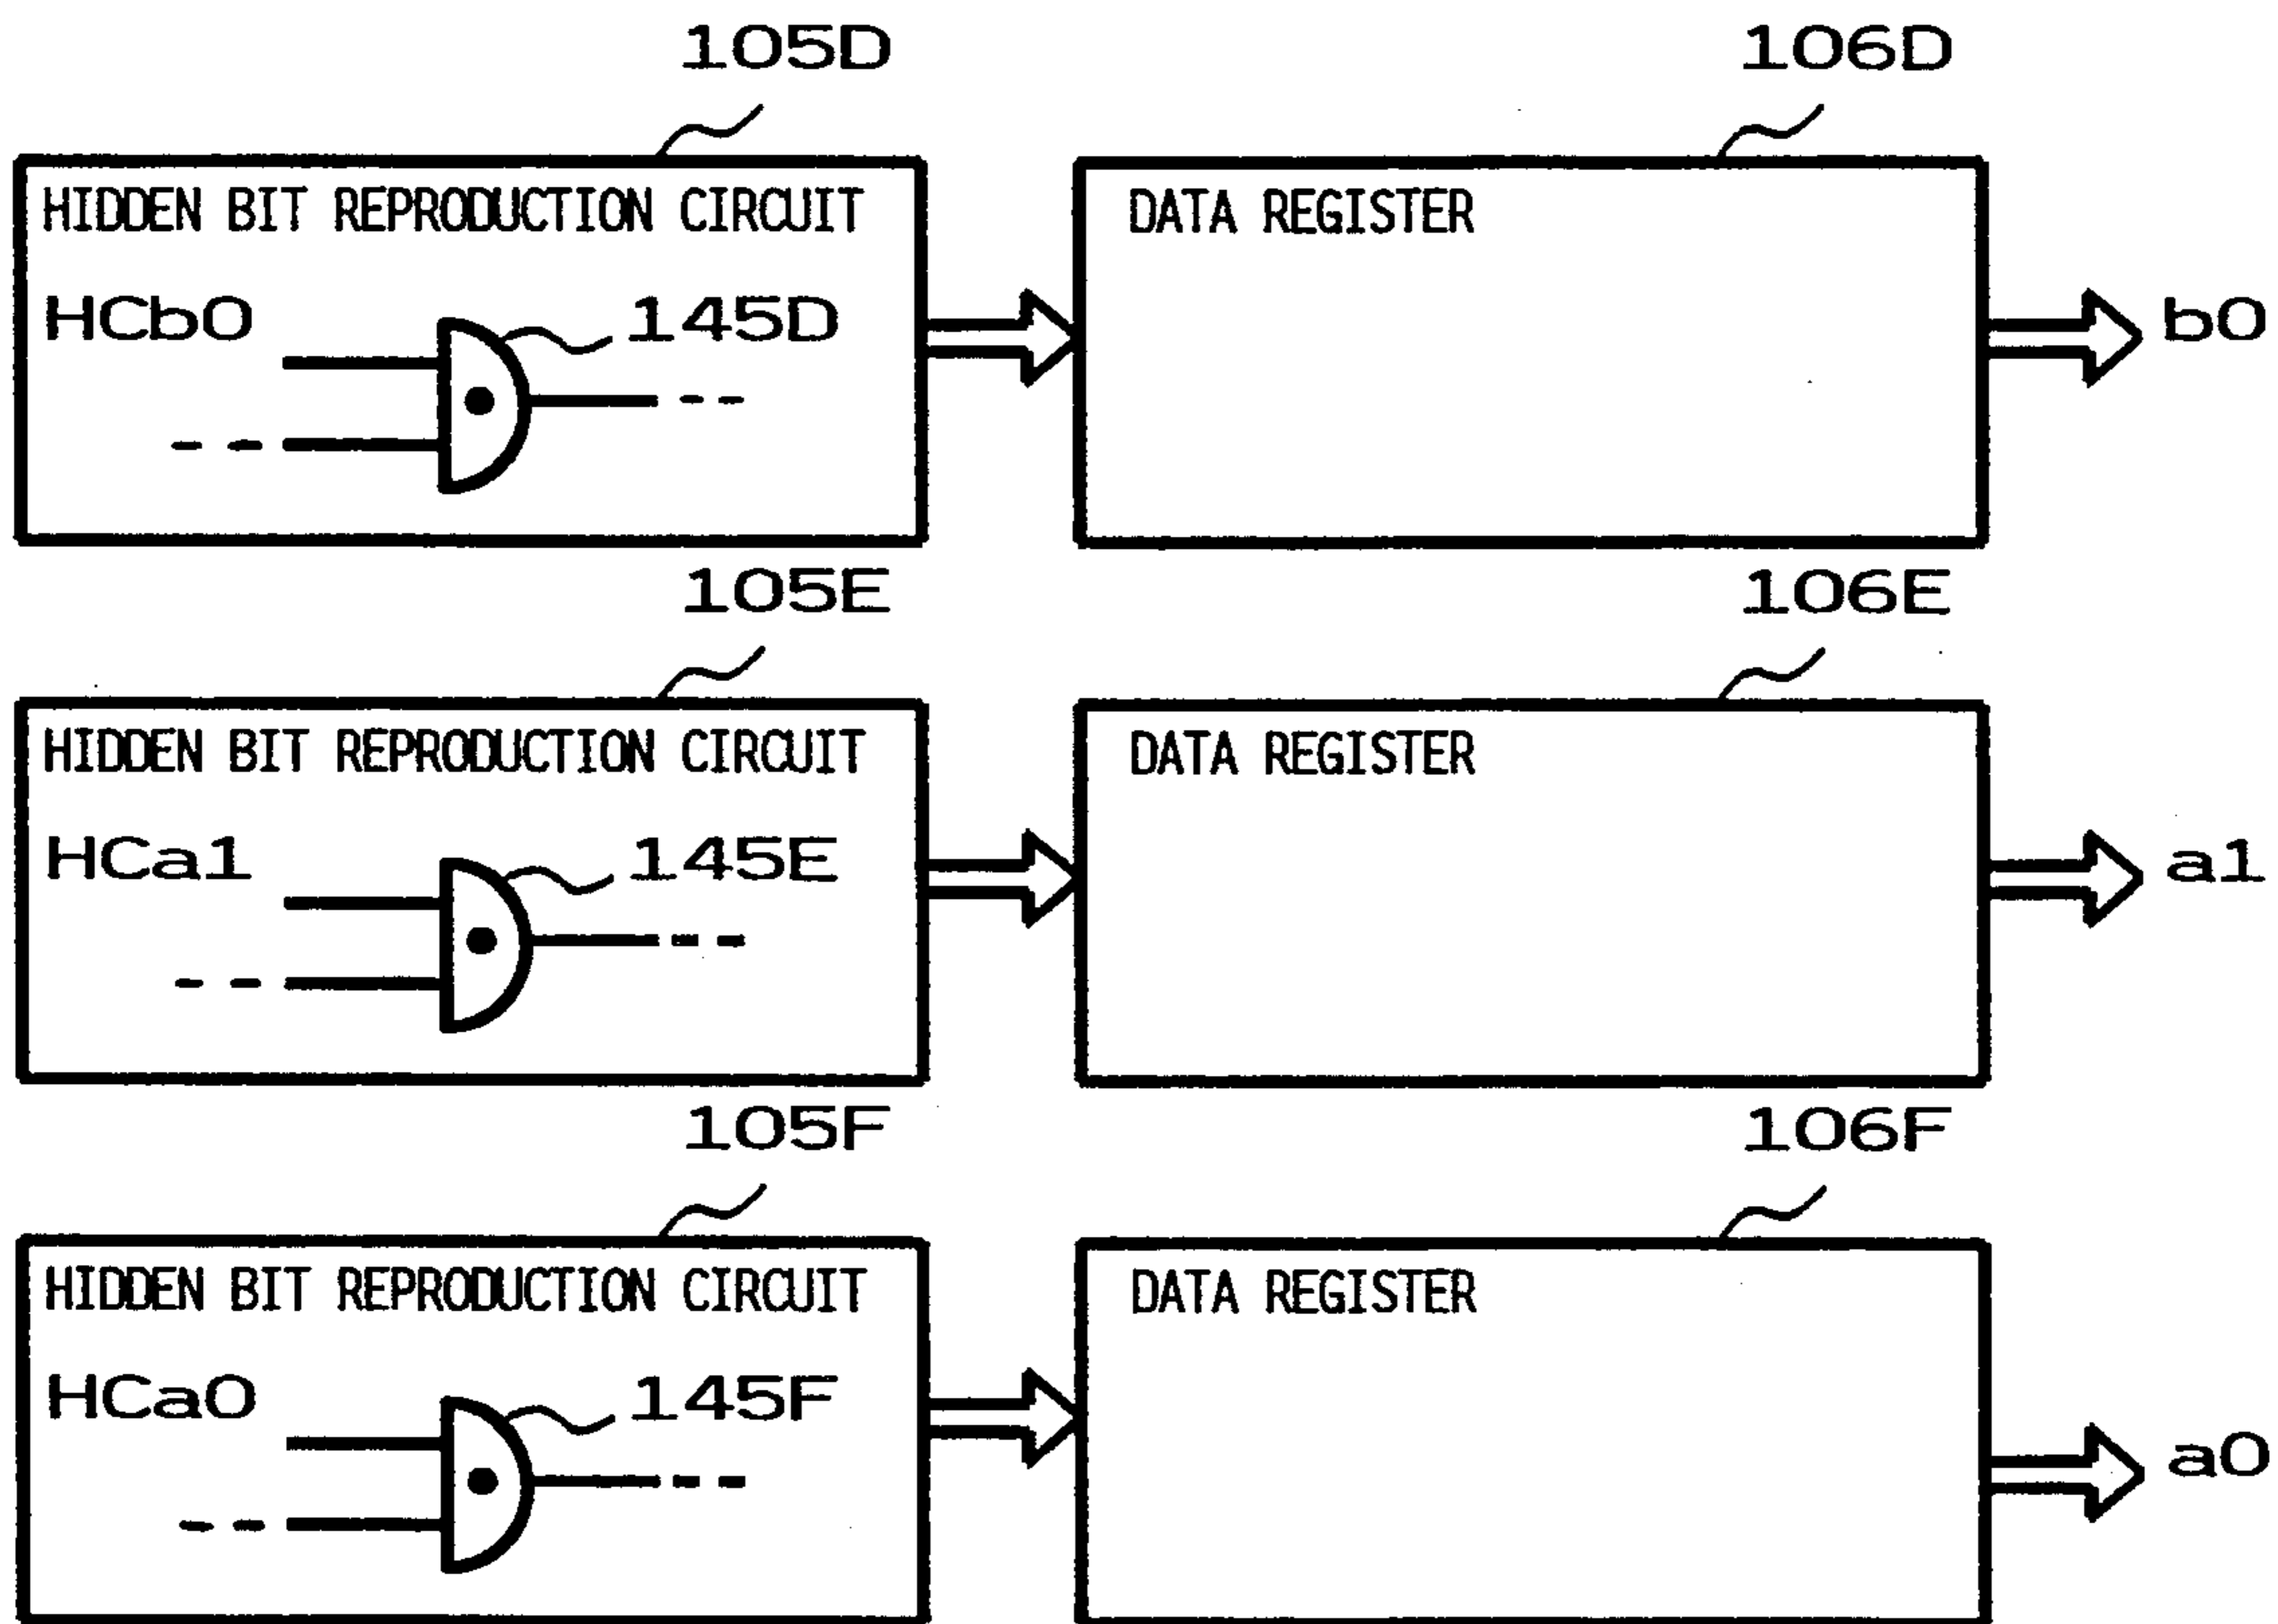 105D 106D
HIDDEN BIT REPRODUCTION CIRCUIT DATA REGISTER
HCb0 145D b0
105E 106E
HIDDEN BIT REPRODUCTION CIRCUIT DATA REGISTER
HCa1 145E a1
105F 106F
HIDDEN BIT REPRODUCTION CIRCUIT DATA REGISTER
HCa0 145F a0